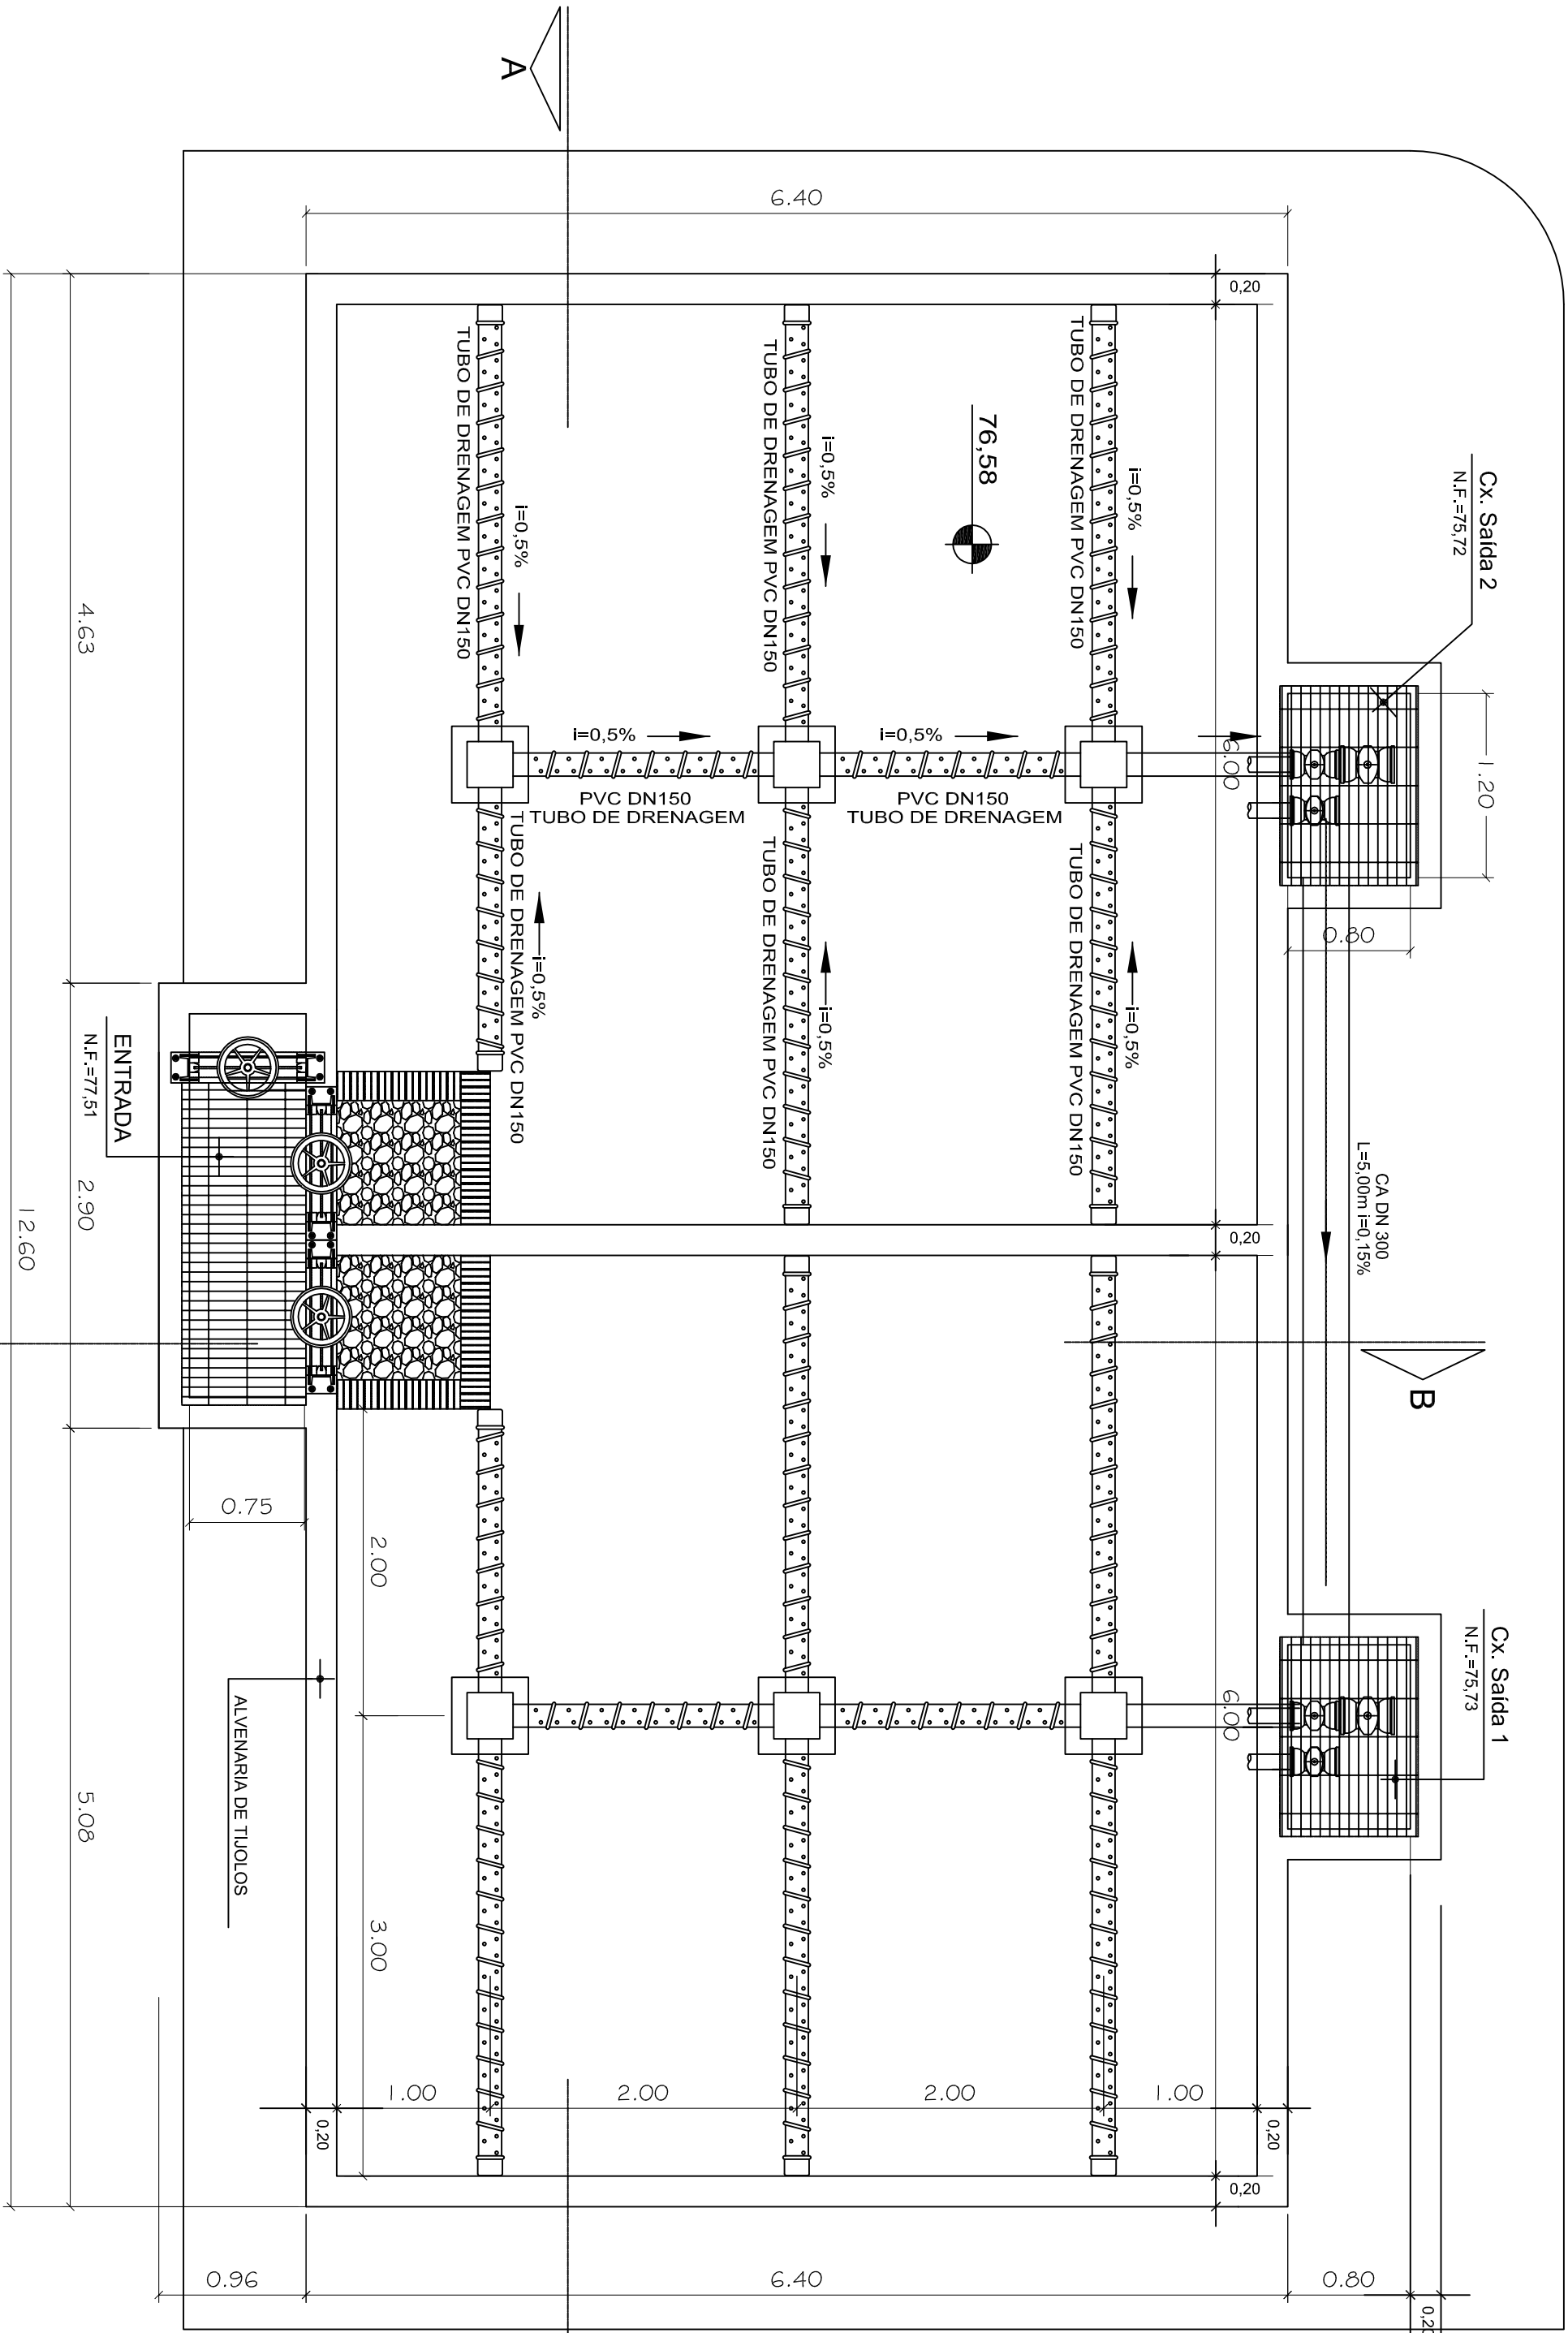 A
6.40
0,20
TUBO DE DRENAGEM PVC DN150
TUBO DE DRENAGEM PVC DN150
TUBO DE DRENAGEM PVC DN150
i=0,5%
i=0,5%
i=0,5%
76,58
Cx. Saída 2
N.F.=75,72
4.63
i=0,5%
i=0,5%
6.00
1.20
PVC DN150
TUBO DE DRENAGEM
PVC DN150
TUBO DE DRENAGEM
0.80
TUBO DE DRENAGEM PVC DN150
TUBO DE DRENAGEM PVC DN150
TUBO DE DRENAGEM PVC DN150
i=0,5%
i=0,5%
i=0,5%
ENTRADA
N.F.=77,51
2.90
12.60
0,20
CA DN 300
L=5,00m i=0,15%
B
0.75
2.00
ALVENARIA DE TIJOLOS
6.00
Cx. Saída 1
N.F.=75,73
5.08
3.00
1.00
2.00
2.00
1.00
0,20
0,20
0,20
0.96
6.40
0.80